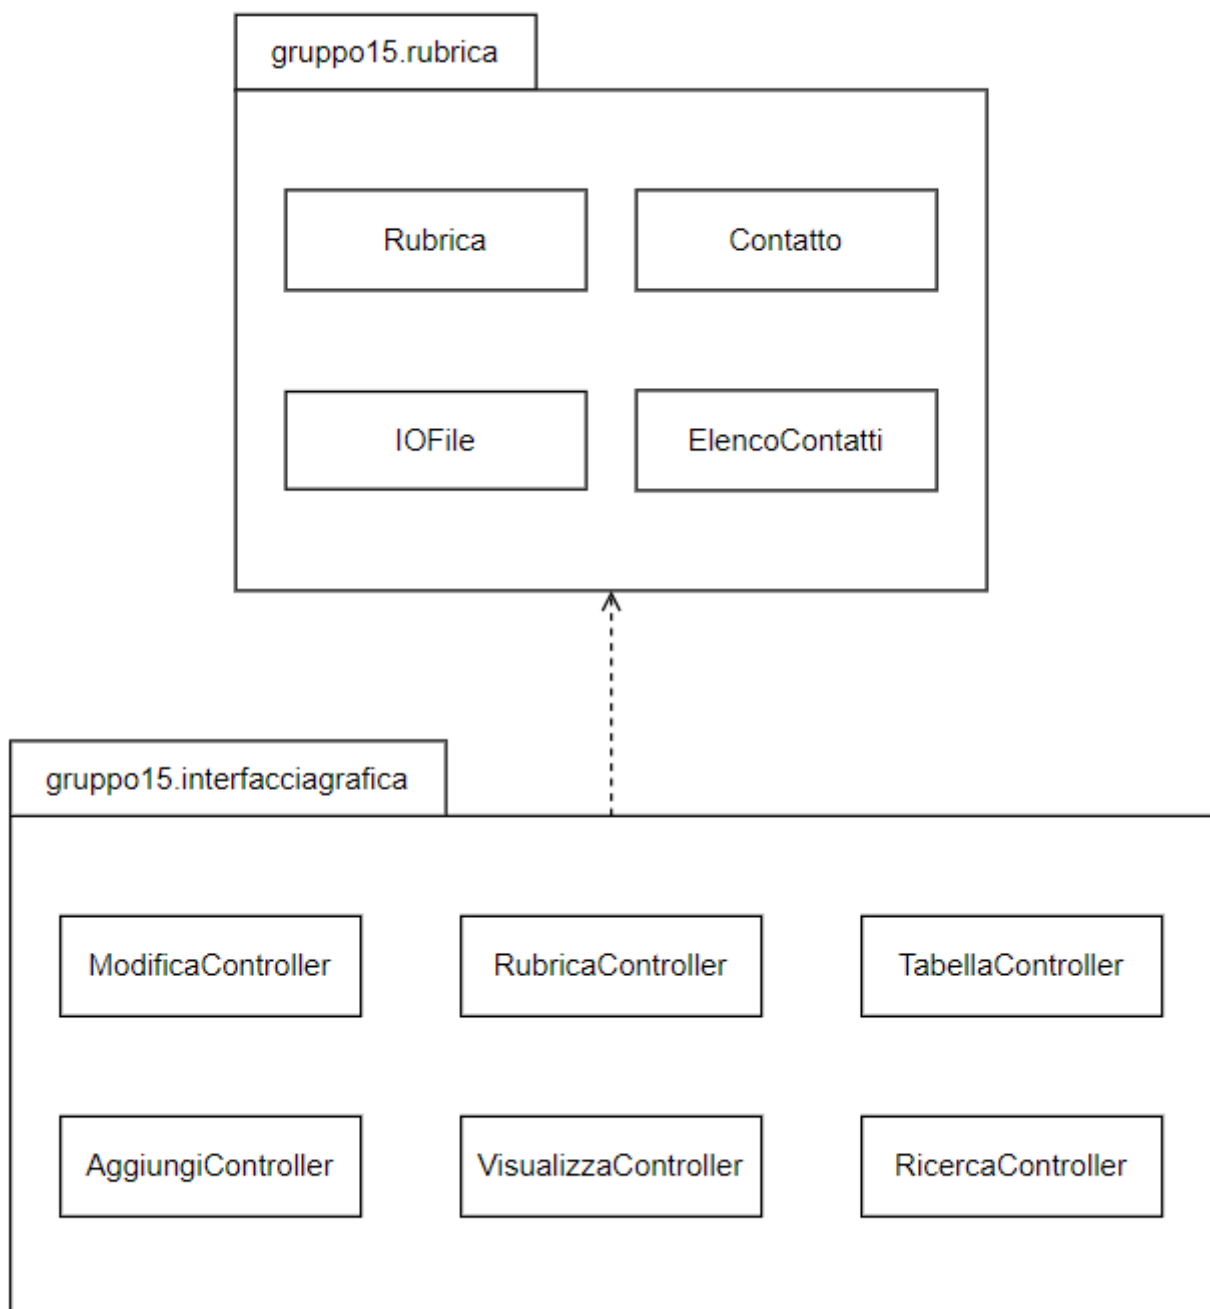 gruppo15.rubrica
Rubrica
Contatto
IOFile
ElencoContatti
gruppo15.interfacciagrafica
ModificaController
RubricaController
TabellaController
AggiungiController
VisualizzaController
RicercaController